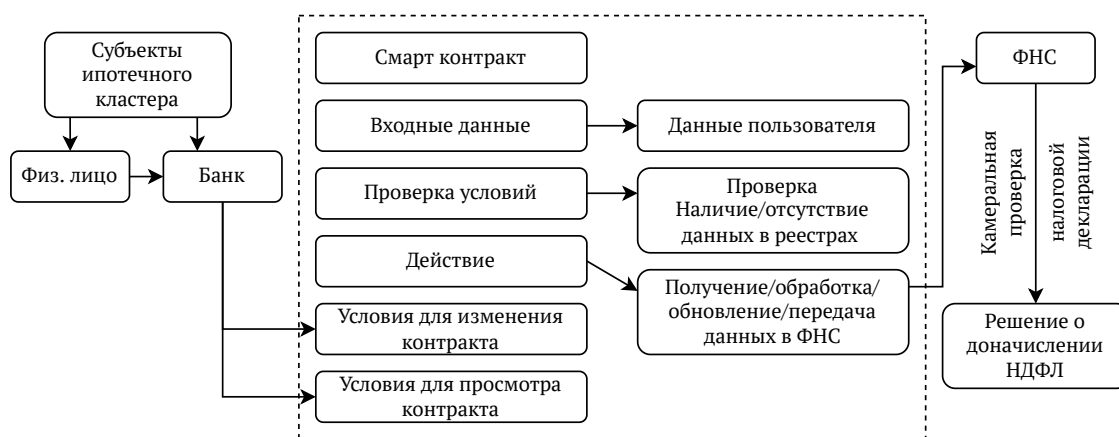 Субъекты
ипотечного
кластера
Физ. лицо
Банк
Смарт контракт
Входные данные
Данные пользователя
Проверка условий
Проверка
Наличие/отсутствие
данных в реестрах
Действие
Получение/обработка/
обновление/передача
данных в ФНС
Условия для изменения
контракта
Условия для просмотра
контракта
ФНС
Камеральная
проверка
налоговой
декларации
Решение о
доначислении
НДФЛ